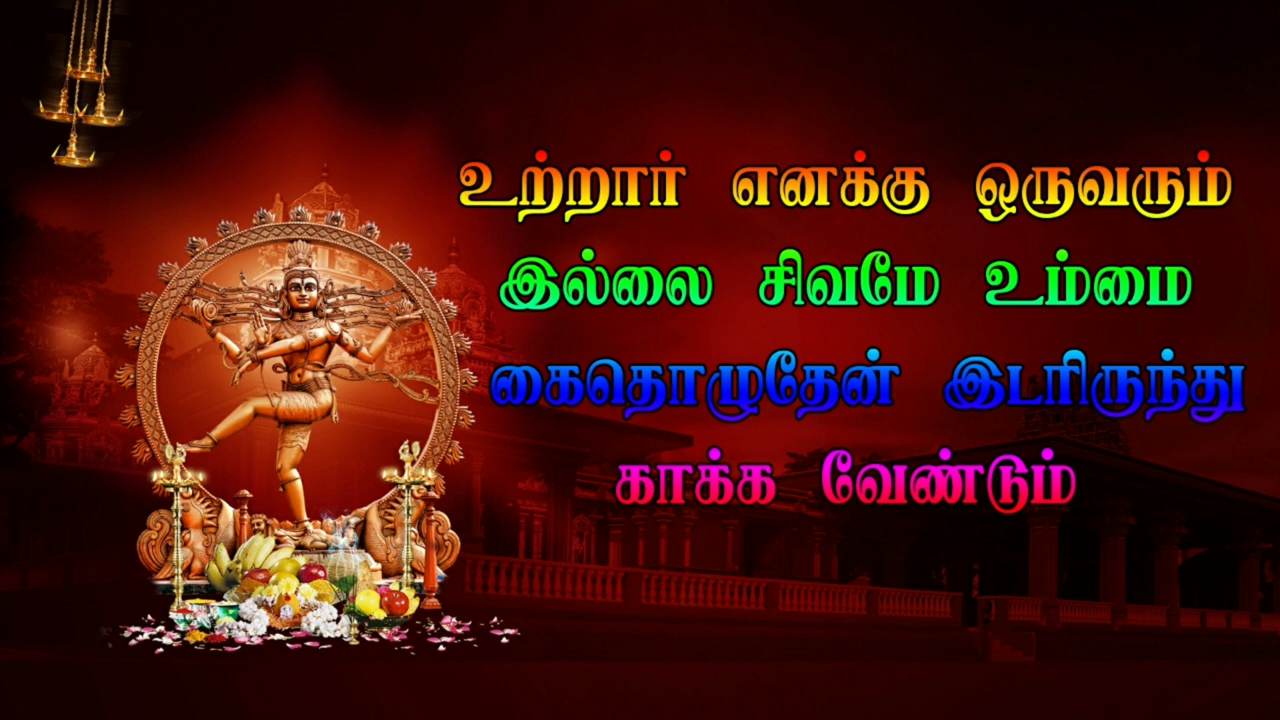 உற்றார் எனக்கு ஒருவரும்
இல்லை சிவமே உம்மை
கைதொழுதேன் இடரிருந்து
காக்க வேண்டும்